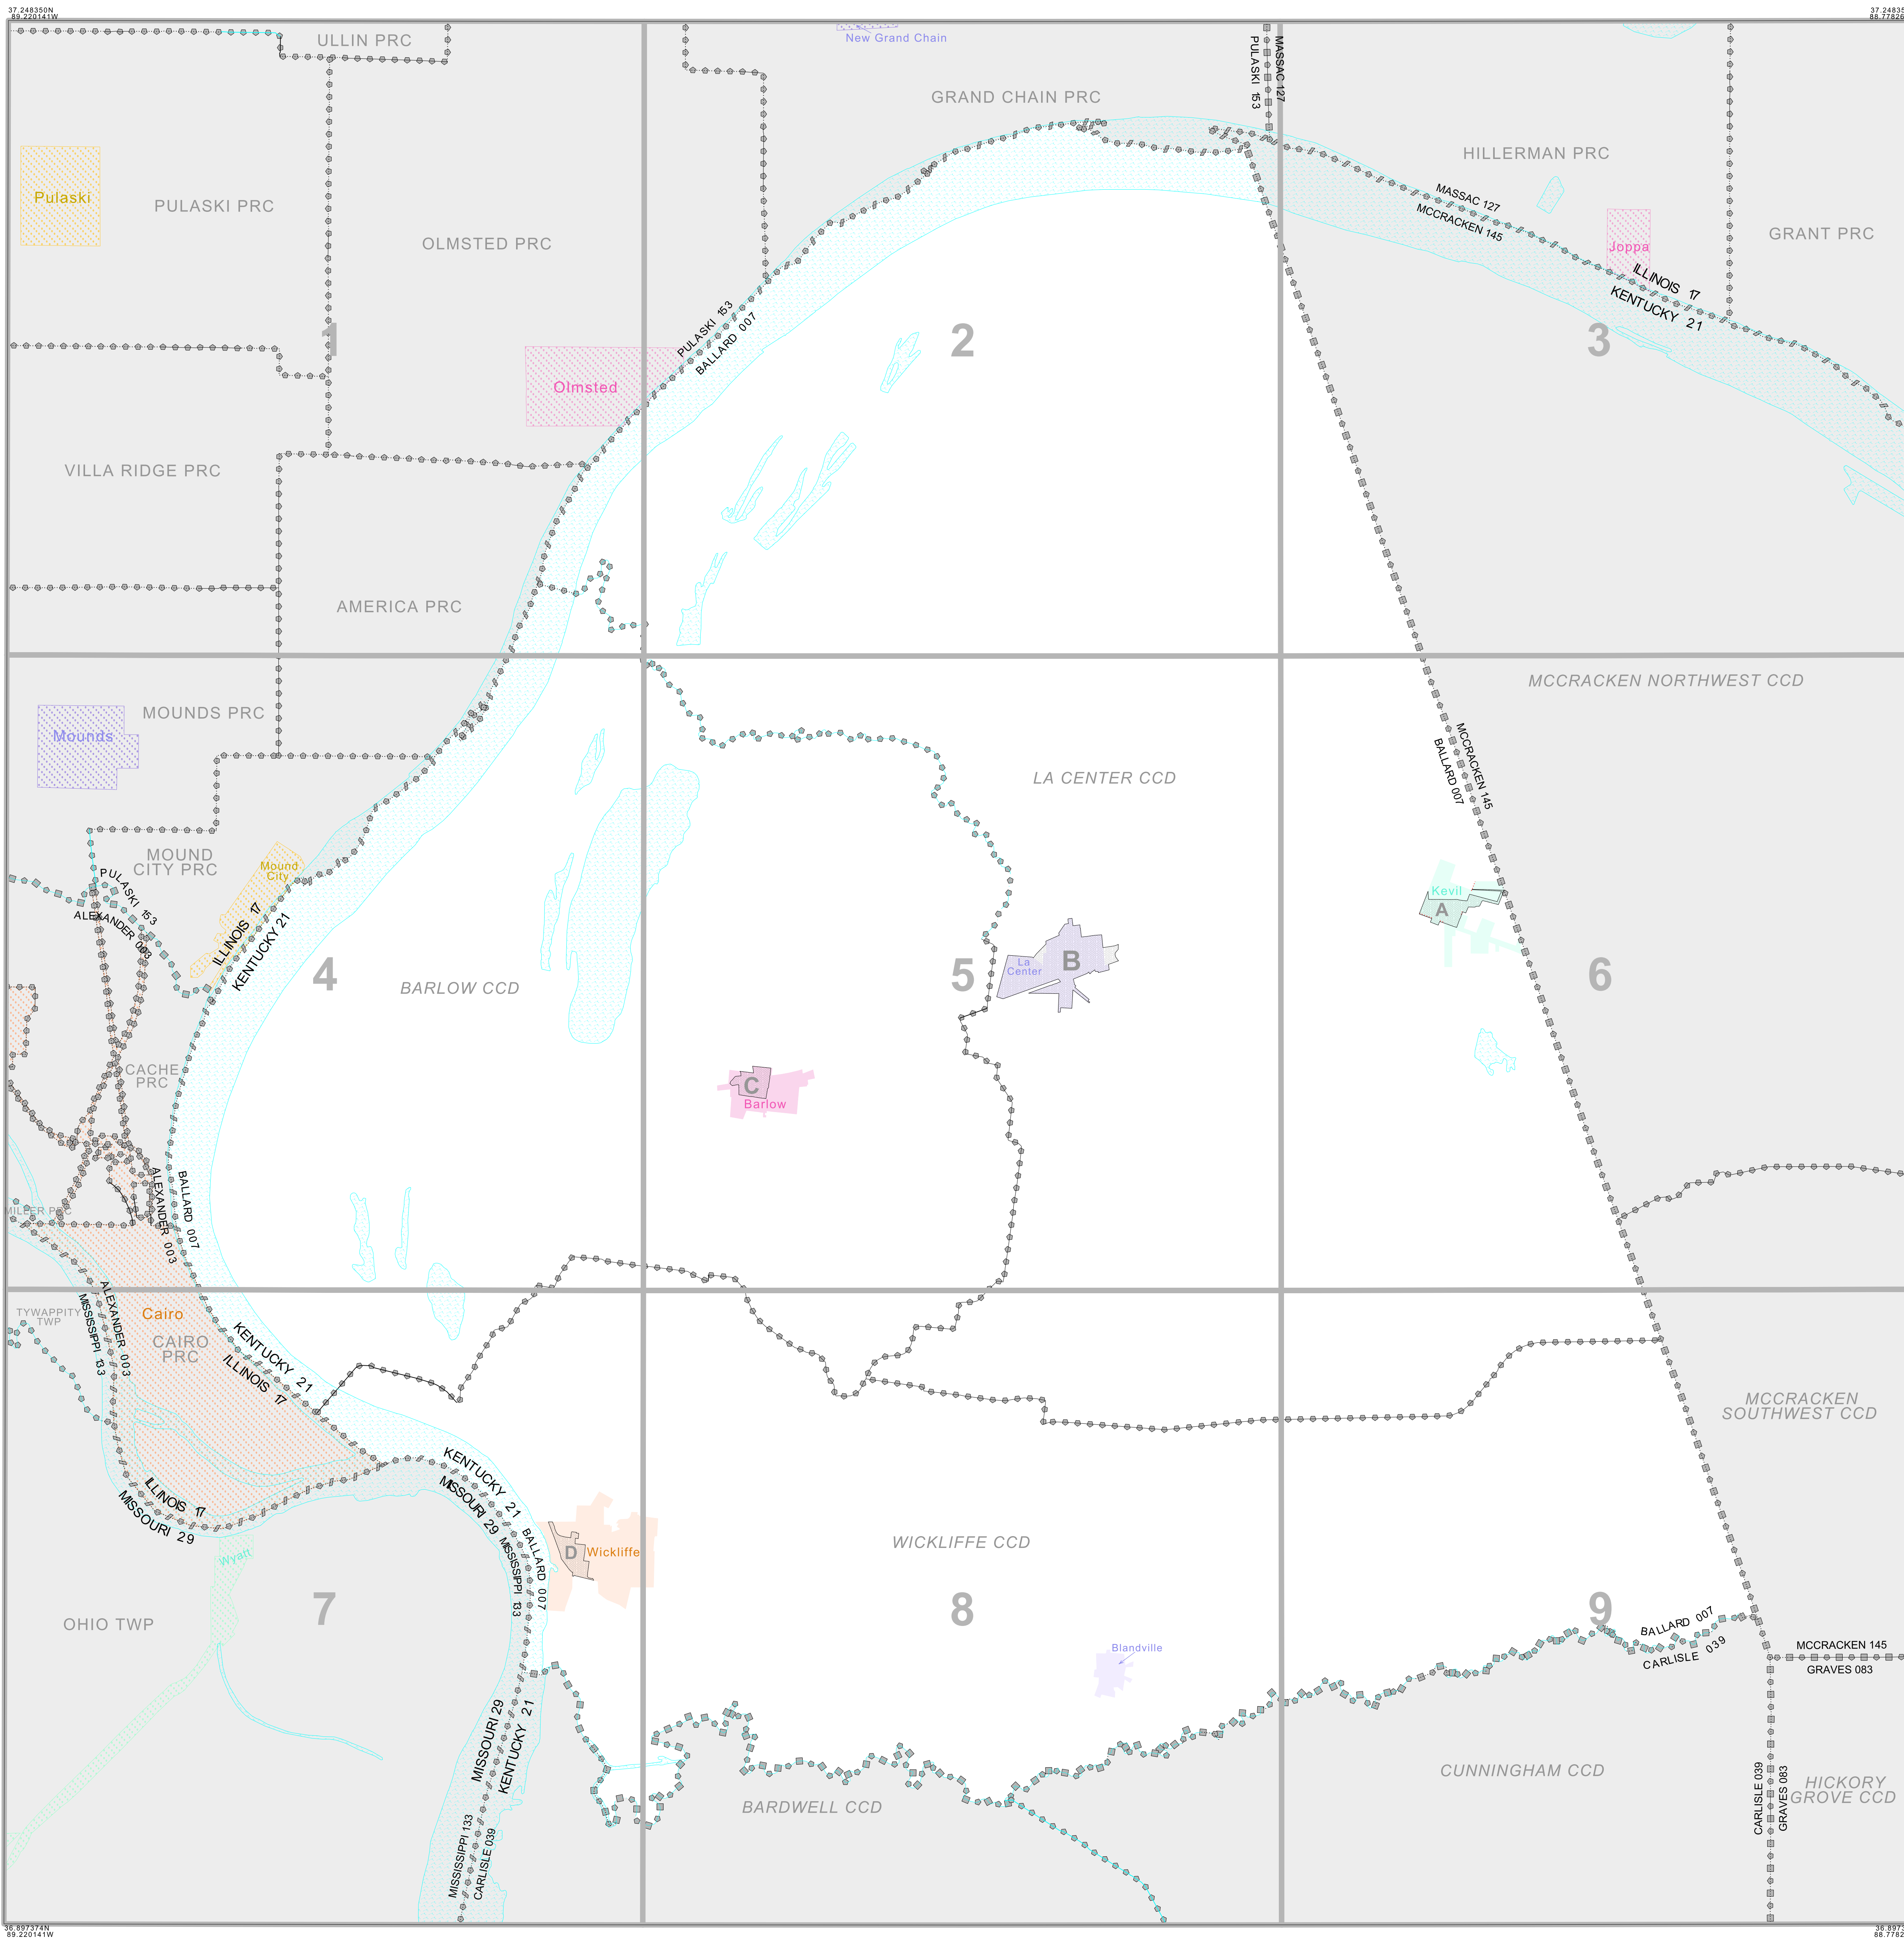 37.248350N
89.220141W
37.24835
88.77826
ULLIN PRC
New Grand Chain
PULASKI 153
MASSAC 127
GRAND CHAIN PRC
HILLERMAN PRC
Pulaski
PULASKI PRC
OLMSTED PRC
MASSAC 127
MCCRACKEN 145
Joppa
GRANT PRC
ILLINOIS 17
KENTUCKY 21
PULASKI 153
BALLARD 007
1
2
3
Olmsted
VILLA RIDGE PRC
AMERICA PRC
MCCRACKEN NORTHWEST CCD
MOUNDS PRC
Mounds
LA CENTER CCD
MCCRACKEN 145
BALLARD 007
MOUND
CITY PRC
Mound
City
PULASKI 153
ALEXANDER 003
ILLINOIS 17
KENTUCKY 21
Kevil
A
La
Center
B
4
5
6
BARLOW CCD
CACHE
PRC
C
Barlow
BALLARD 007
ALEXANDER 003
MILLER PRC
TYWAPPITY
TWP
ALEXANDER 003
MISSISSIPPI 133
Cairo
CAIRO
PRC
KENTUCKY 21
ILLINOIS 17
MCCRACKEN
SOUTHWEST CCD
ILLINOIS 17
MISSOURI 29
KENTUCKY 21
MISSOURI 29
BALLARD 007
MISSISSIPPI 133
D
Wickliffe
WICKLIFFE CCD
Wyatt
OHIO TWP
7
8
9
Blandville
BALLARD 007
CARLISLE 039
MCCRACKEN 145
GRAVES 083
MISSOURI 29
KENTUCKY 21
CUNNINGHAM CCD
BARDWELL CCD
CARLISLE 039
GRAVES 083
HICKORY
GROVE CCD
MISSISSIPPI 133
CARLISLE 039
36.897374N
89.220141W
36.8973
88.7782